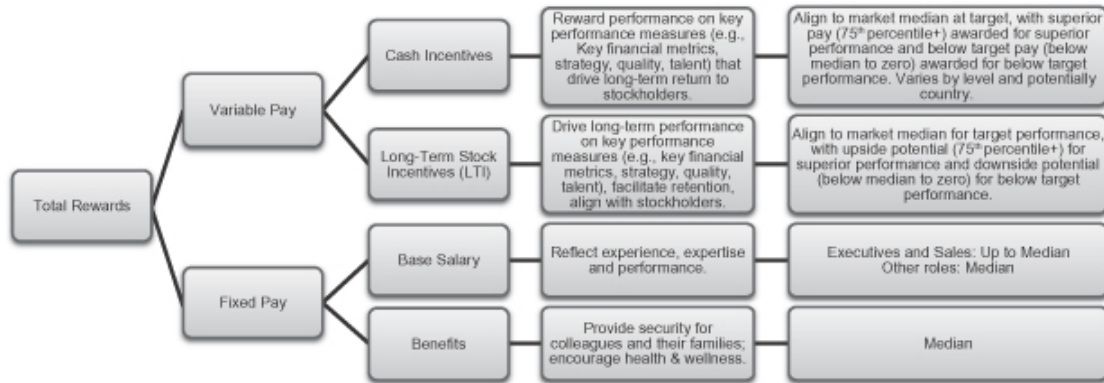 Total Rewards
Variable Pay
Cash Incentives
Reward performance on key
performance measures (e.g.,
Key financial metrics,
strategy, quality, talent) that
drive long-term return to
stockholders.
Align to market median at target, with superior
pay (75th percentile+) awarded for superior
performance and below target pay (below
median to zero) awarded for below target
performance. Varies by level and potentially
country.
Long-Term Stock
Incentives (LTI)
Drive long-term performance
on key performance
measures (e.g., key financial
metrics, strategy, quality,
talent), facilitate retention,
align with stockholders.
Align to market median for target performance,
with upside potential (75th percentile+) for
superior performance and downside potential
(below median to zero) for below target
performance.
Fixed Pay
Base Salary
Reflect experience, expertise
and performance.
Executives and Sales: Up to Median
Other roles: Median
Benefits
Provide security for
colleagues and their families;
encourage health & wellness.
Median